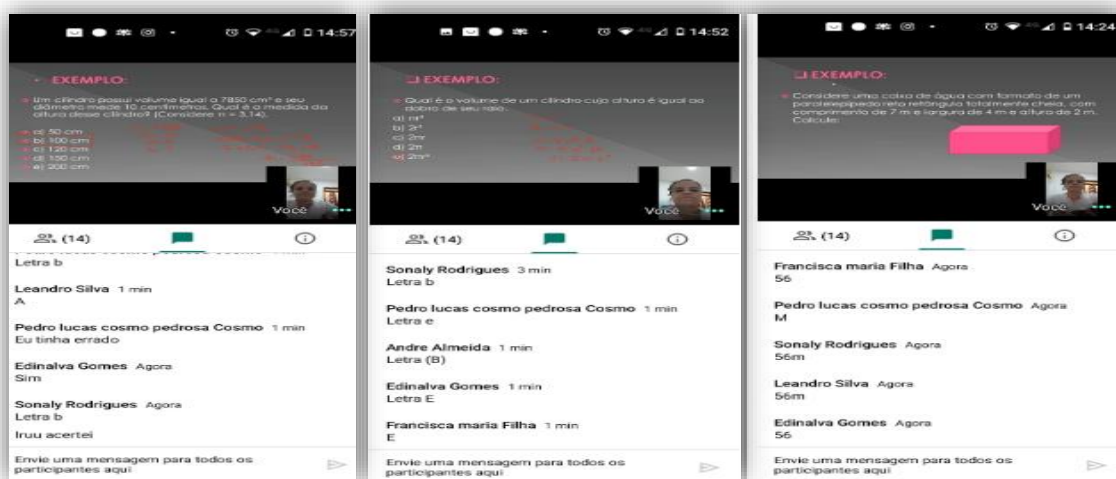 14:57
EXEMPLO:
Um cilindro possui volume igual a 7850 cm³ e seu
diâmetro mede 10 centímetros. Qual é a medida da
altura desse cilindro? (Considere π = 3,14).
a) 50 cm
b) 100 cm
c) 120 cm
d) 150 cm
e) 200 cm
Você
(14)
Letra b
Leandro Silva 1 min
A
Pedro lucas cosmo pedrosa Cosmo 1 min
Eu tinha errado
Edinalva Gomes Agora
Sim
Sonaly Rodrigues Agora
Letra b
Iruu acertei
Envie uma mensagem para todos os
participantes aqui
14:52
EXEMPLO:
Qual é o volume de um cilindro cuja altura é igual ao
dobro de seu raio.
a) πr³
b) 2r³
c) 2πr
d) 2π
e) 2πr³
Você
(14)
Sonaly Rodrigues 3 min
Letra b
Pedro lucas cosmo pedrosa Cosmo 1 min
Letra e
Andre Almeida 1 min
Letra (B)
Edinalva Gomes 1 min
Letra E
Francisca maria Filha 1 min
E
Envie uma mensagem para todos os
participantes aqui
14:24
EXEMPLO:
Considere uma caixa de água com formato de um
paralelepípedo reto retângulo totalmente cheia, com
comprimento de 7 m e largura de 4 m e altura de 2 m.
Calcule:
Você
(14)
Francisca maria Filha Agora
56
Pedro lucas cosmo pedrosa Cosmo Agora
M
Sonaly Rodrigues Agora
56m
Leandro Silva Agora
56m
Edinalva Gomes Agora
56
Envie uma mensagem para todos os
participantes aqui